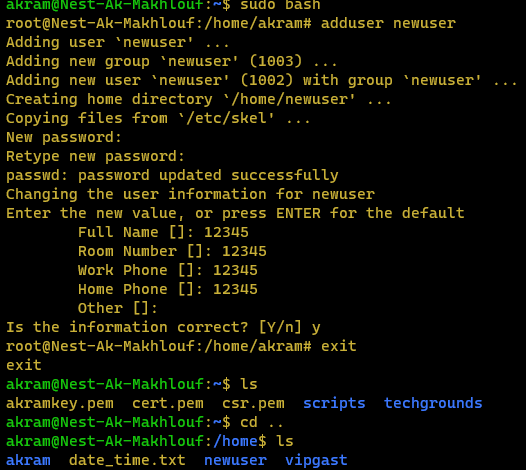 akram@Nest-Ak-Makhlouf:~$ sudo bash
root@Nest-Ak-Makhlouf:/home/akram# adduser newuser
Adding user `newuser' ...
Adding new group `newuser' (1003) ...
Adding new user `newuser' (1002) with group `newuser' ...
Creating home directory `/home/newuser' ...
Copying files from `/etc/skel' ...
New password:
Retype new password:
passwd: password updated successfully
Changing the user information for newuser
Enter the new value, or press ENTER for the default
        Full Name []: 12345
        Room Number []: 12345
        Work Phone []: 12345
        Home Phone []: 12345
        Other []:
Is the information correct? [Y/n] y
root@Nest-Ak-Makhlouf:/home/akram# exit
exit
akram@Nest-Ak-Makhlouf:~$ ls
akramkey.pem  cert.pem  csr.pem  scripts  techgrounds
akram@Nest-Ak-Makhlouf:~$ cd ..
akram@Nest-Ak-Makhlouf:/home$ ls
akram  date_time.txt  newuser  vipgast